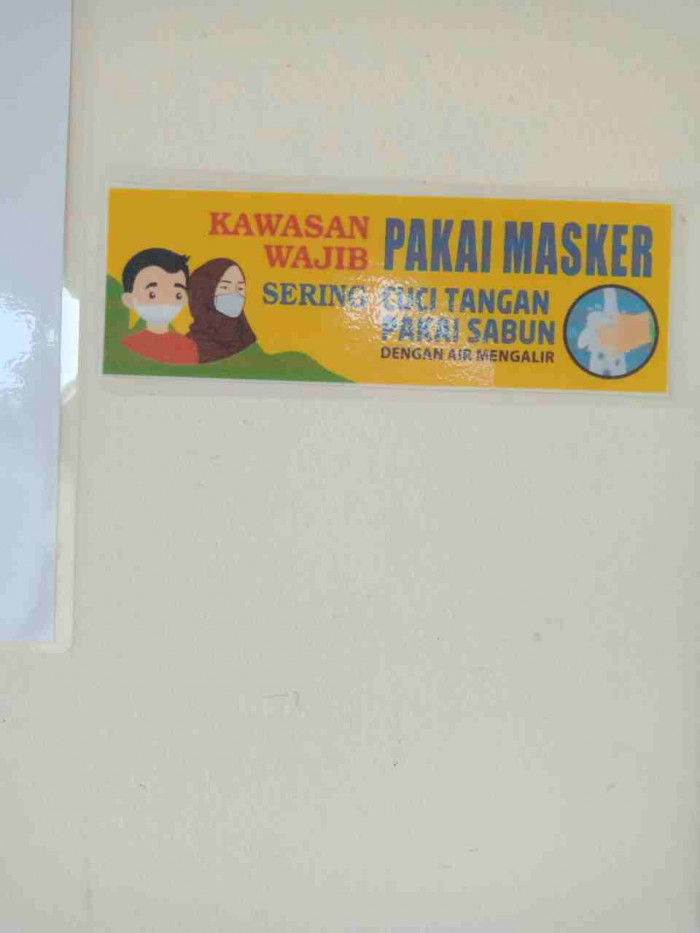 KAWASAN WAJIB PAKAI MASKER
SERING CUCI TANGAN
PAKAI SABUN
DENGAN AIR MENGALIR